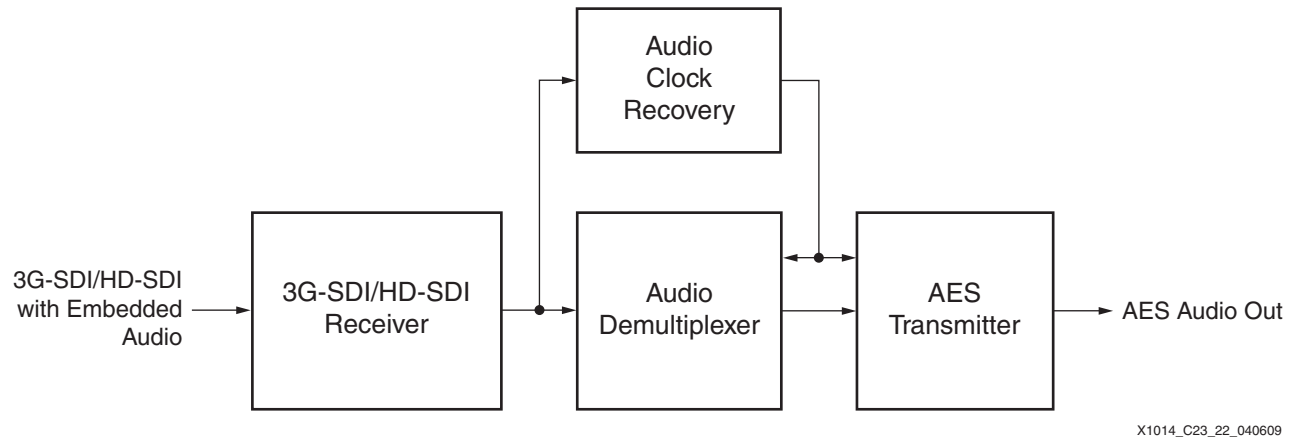 Audio
Clock
Recovery
3G-SDI/HD-SDI
with Embedded
Audio
3G-SDI/HD-SDI
Receiver
Audio
Demultiplexer
AES
Transmitter
AES Audio Out
X1014_C23_22_040609